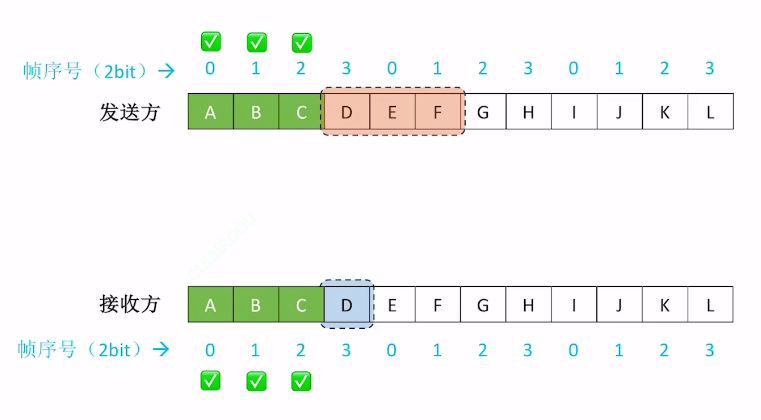 帧序号（2bit）→ 0 1 2 3 0 1 2 3 0 1 2 3
发送方 A B C D E F G H I J K L
接收方 A B C D E F G H I J K L
帧序号（2bit）→ 0 1 2 3 0 1 2 3 0 1 2 3